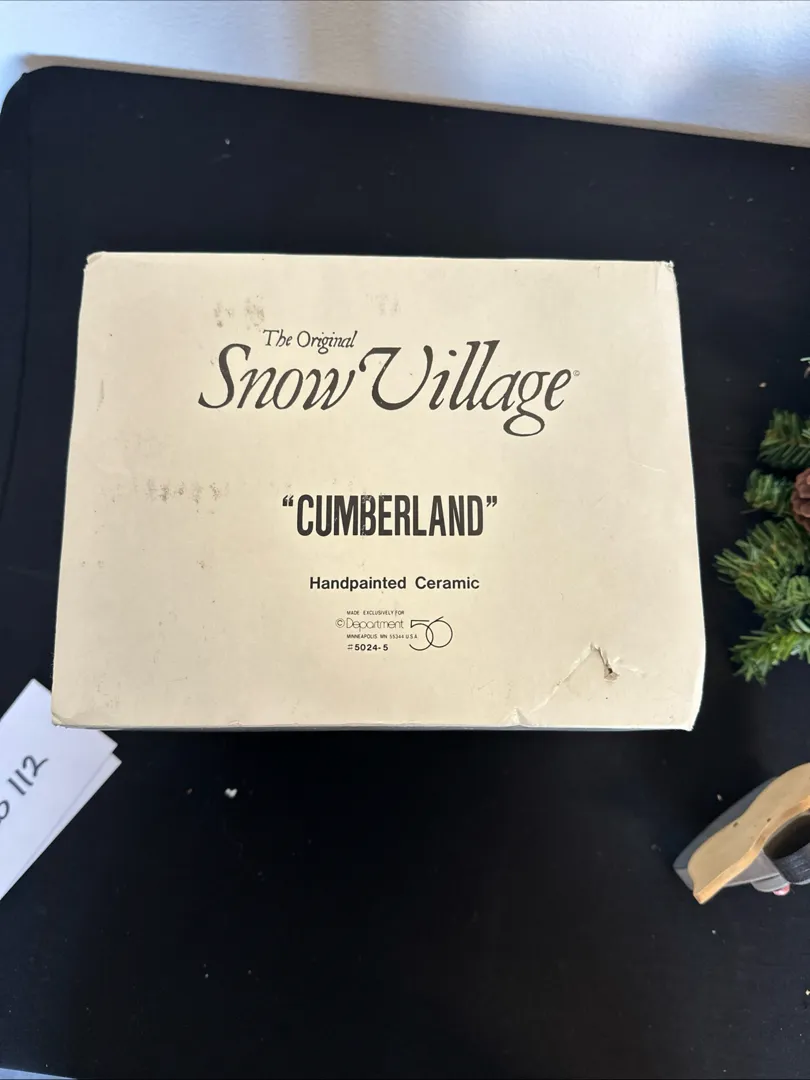 The Original
Snow Village©
“CUMBERLAND”
Handpainted Ceramic
MADE EXCLUSIVELY FOR
© Department 56
MINNEAPOLIS, MN 55344 U.S.A.
#5024-5
112